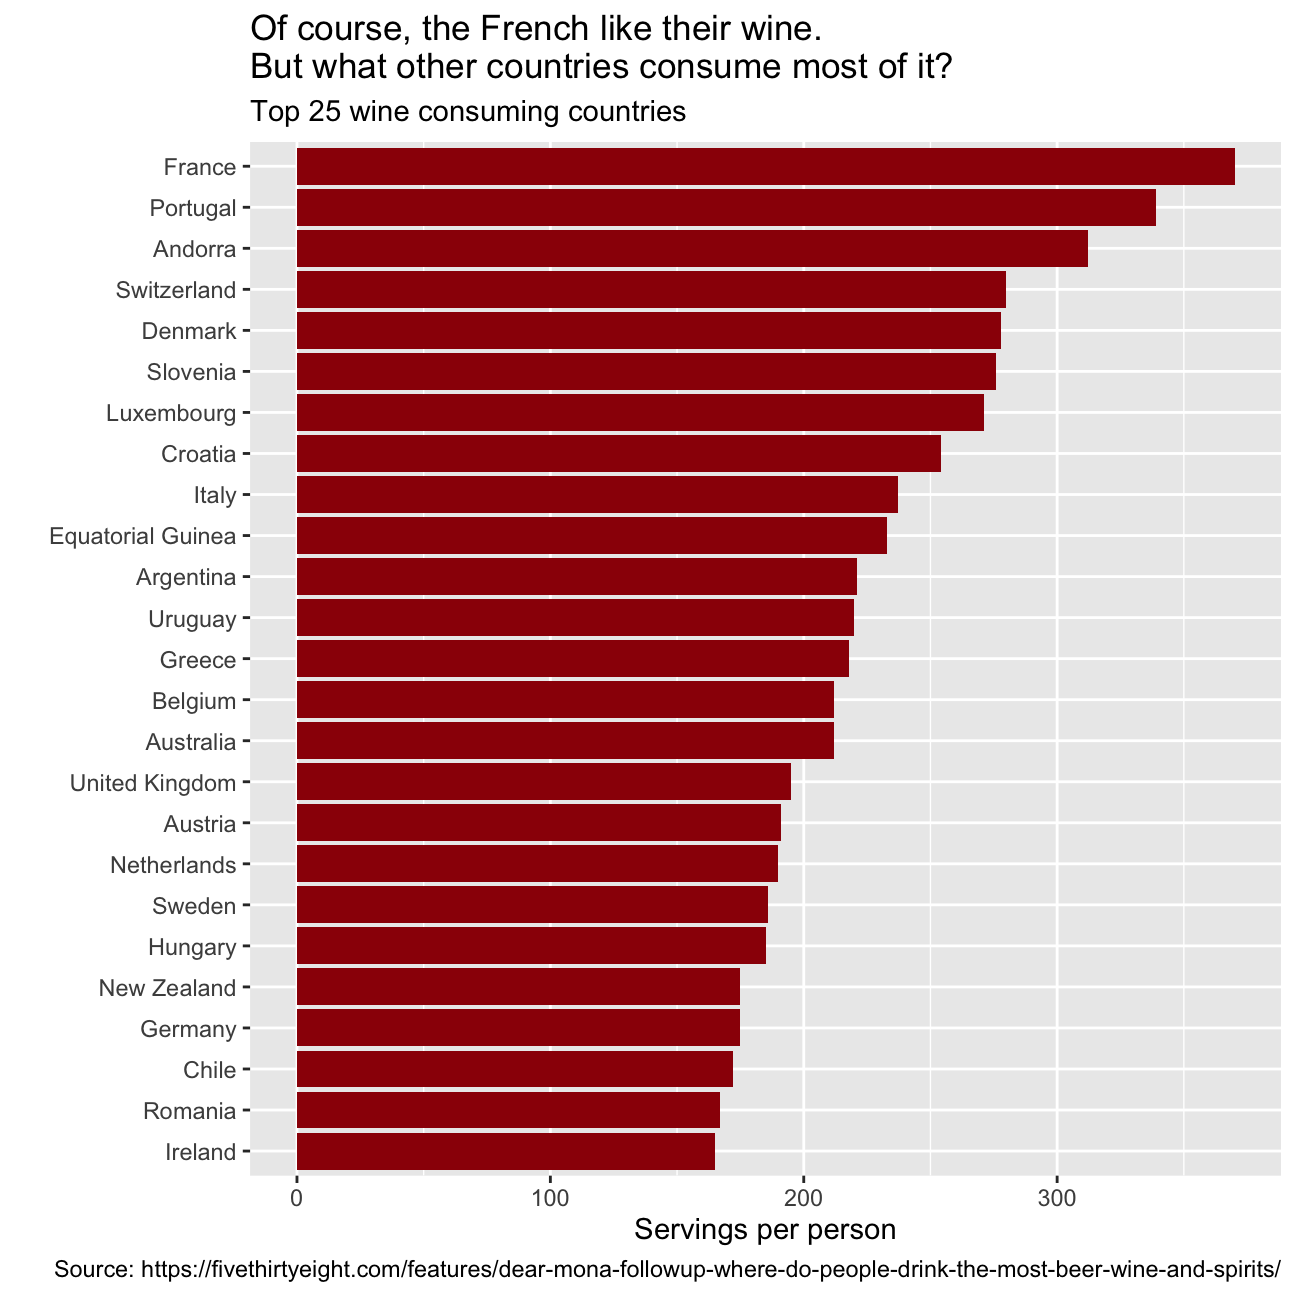 Of course, the French like their wine.
But what other countries consume most of it?
Top 25 wine consuming countries
France
Portugal
Andorra
Switzerland
Denmark
Slovenia
Luxembourg
Croatia
Italy
Equatorial Guinea
Argentina
Uruguay
Greece
Belgium
Australia
United Kingdom
Austria
Netherlands
Sweden
Hungary
New Zealand
Germany
Chile
Romania
Ireland
0 100 200 300
Servings per person
Source: https://fivethirtyeight.com/features/dear-mona-followup-where-do-people-drink-the-most-beer-wine-and-spirits/